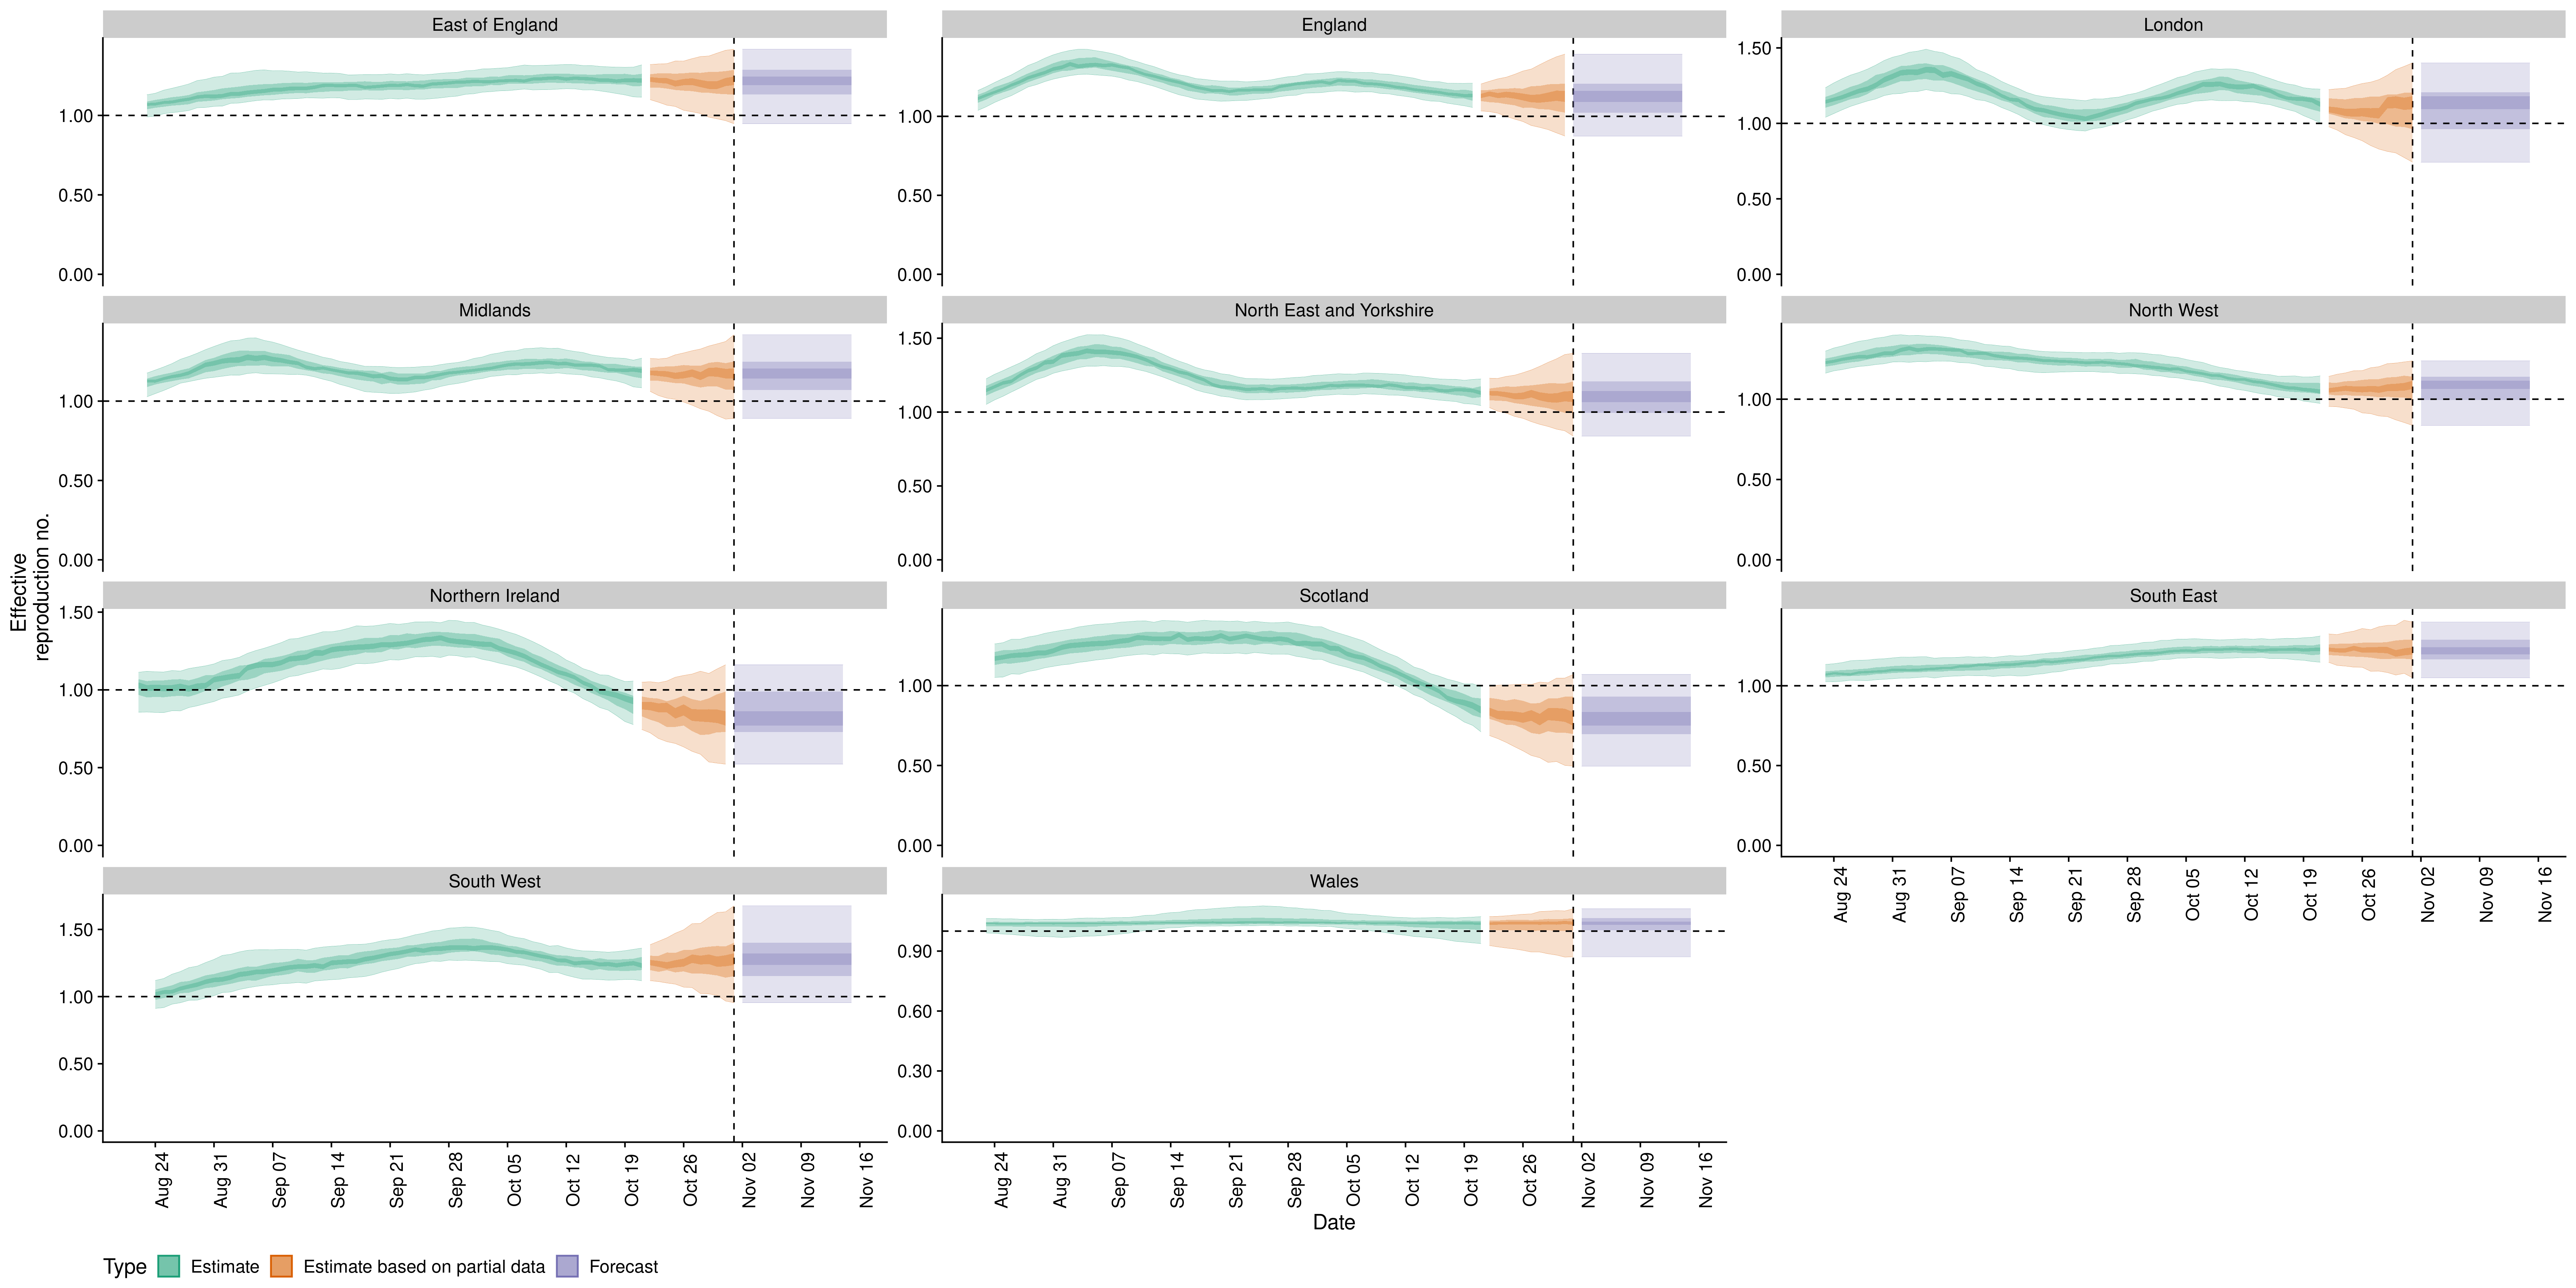 East of England
England
London
1.00
0.50
0.00
1.00
0.50
0.00
1.50
1.00
0.50
0.00
Midlands
North East and Yorkshire
North West
1.00
0.50
0.00
1.50
1.00
0.50
0.00
1.00
0.50
0.00
Effective
reproduction no.
Northern Ireland
Scotland
South East
1.50
1.00
0.50
0.00
1.00
0.50
0.00
1.00
0.50
0.00
Aug 24
Aug 31
Sep 07
Sep 14
Sep 21
Sep 28
Oct 05
Oct 12
Oct 19
Oct 26
Nov 02
Nov 09
Nov 16
South West
Wales
1.50
1.00
0.50
0.00
0.90
0.60
0.30
0.00
Aug 24
Aug 31
Sep 07
Sep 14
Sep 21
Sep 28
Oct 05
Oct 12
Oct 19
Oct 26
Nov 02
Nov 09
Nov 16
Aug 24
Aug 31
Sep 07
Sep 14
Sep 21
Sep 28
Oct 05
Oct 12
Oct 19
Oct 26
Nov 02
Nov 09
Nov 16
Date
Type Estimate Estimate based on partial data Forecast